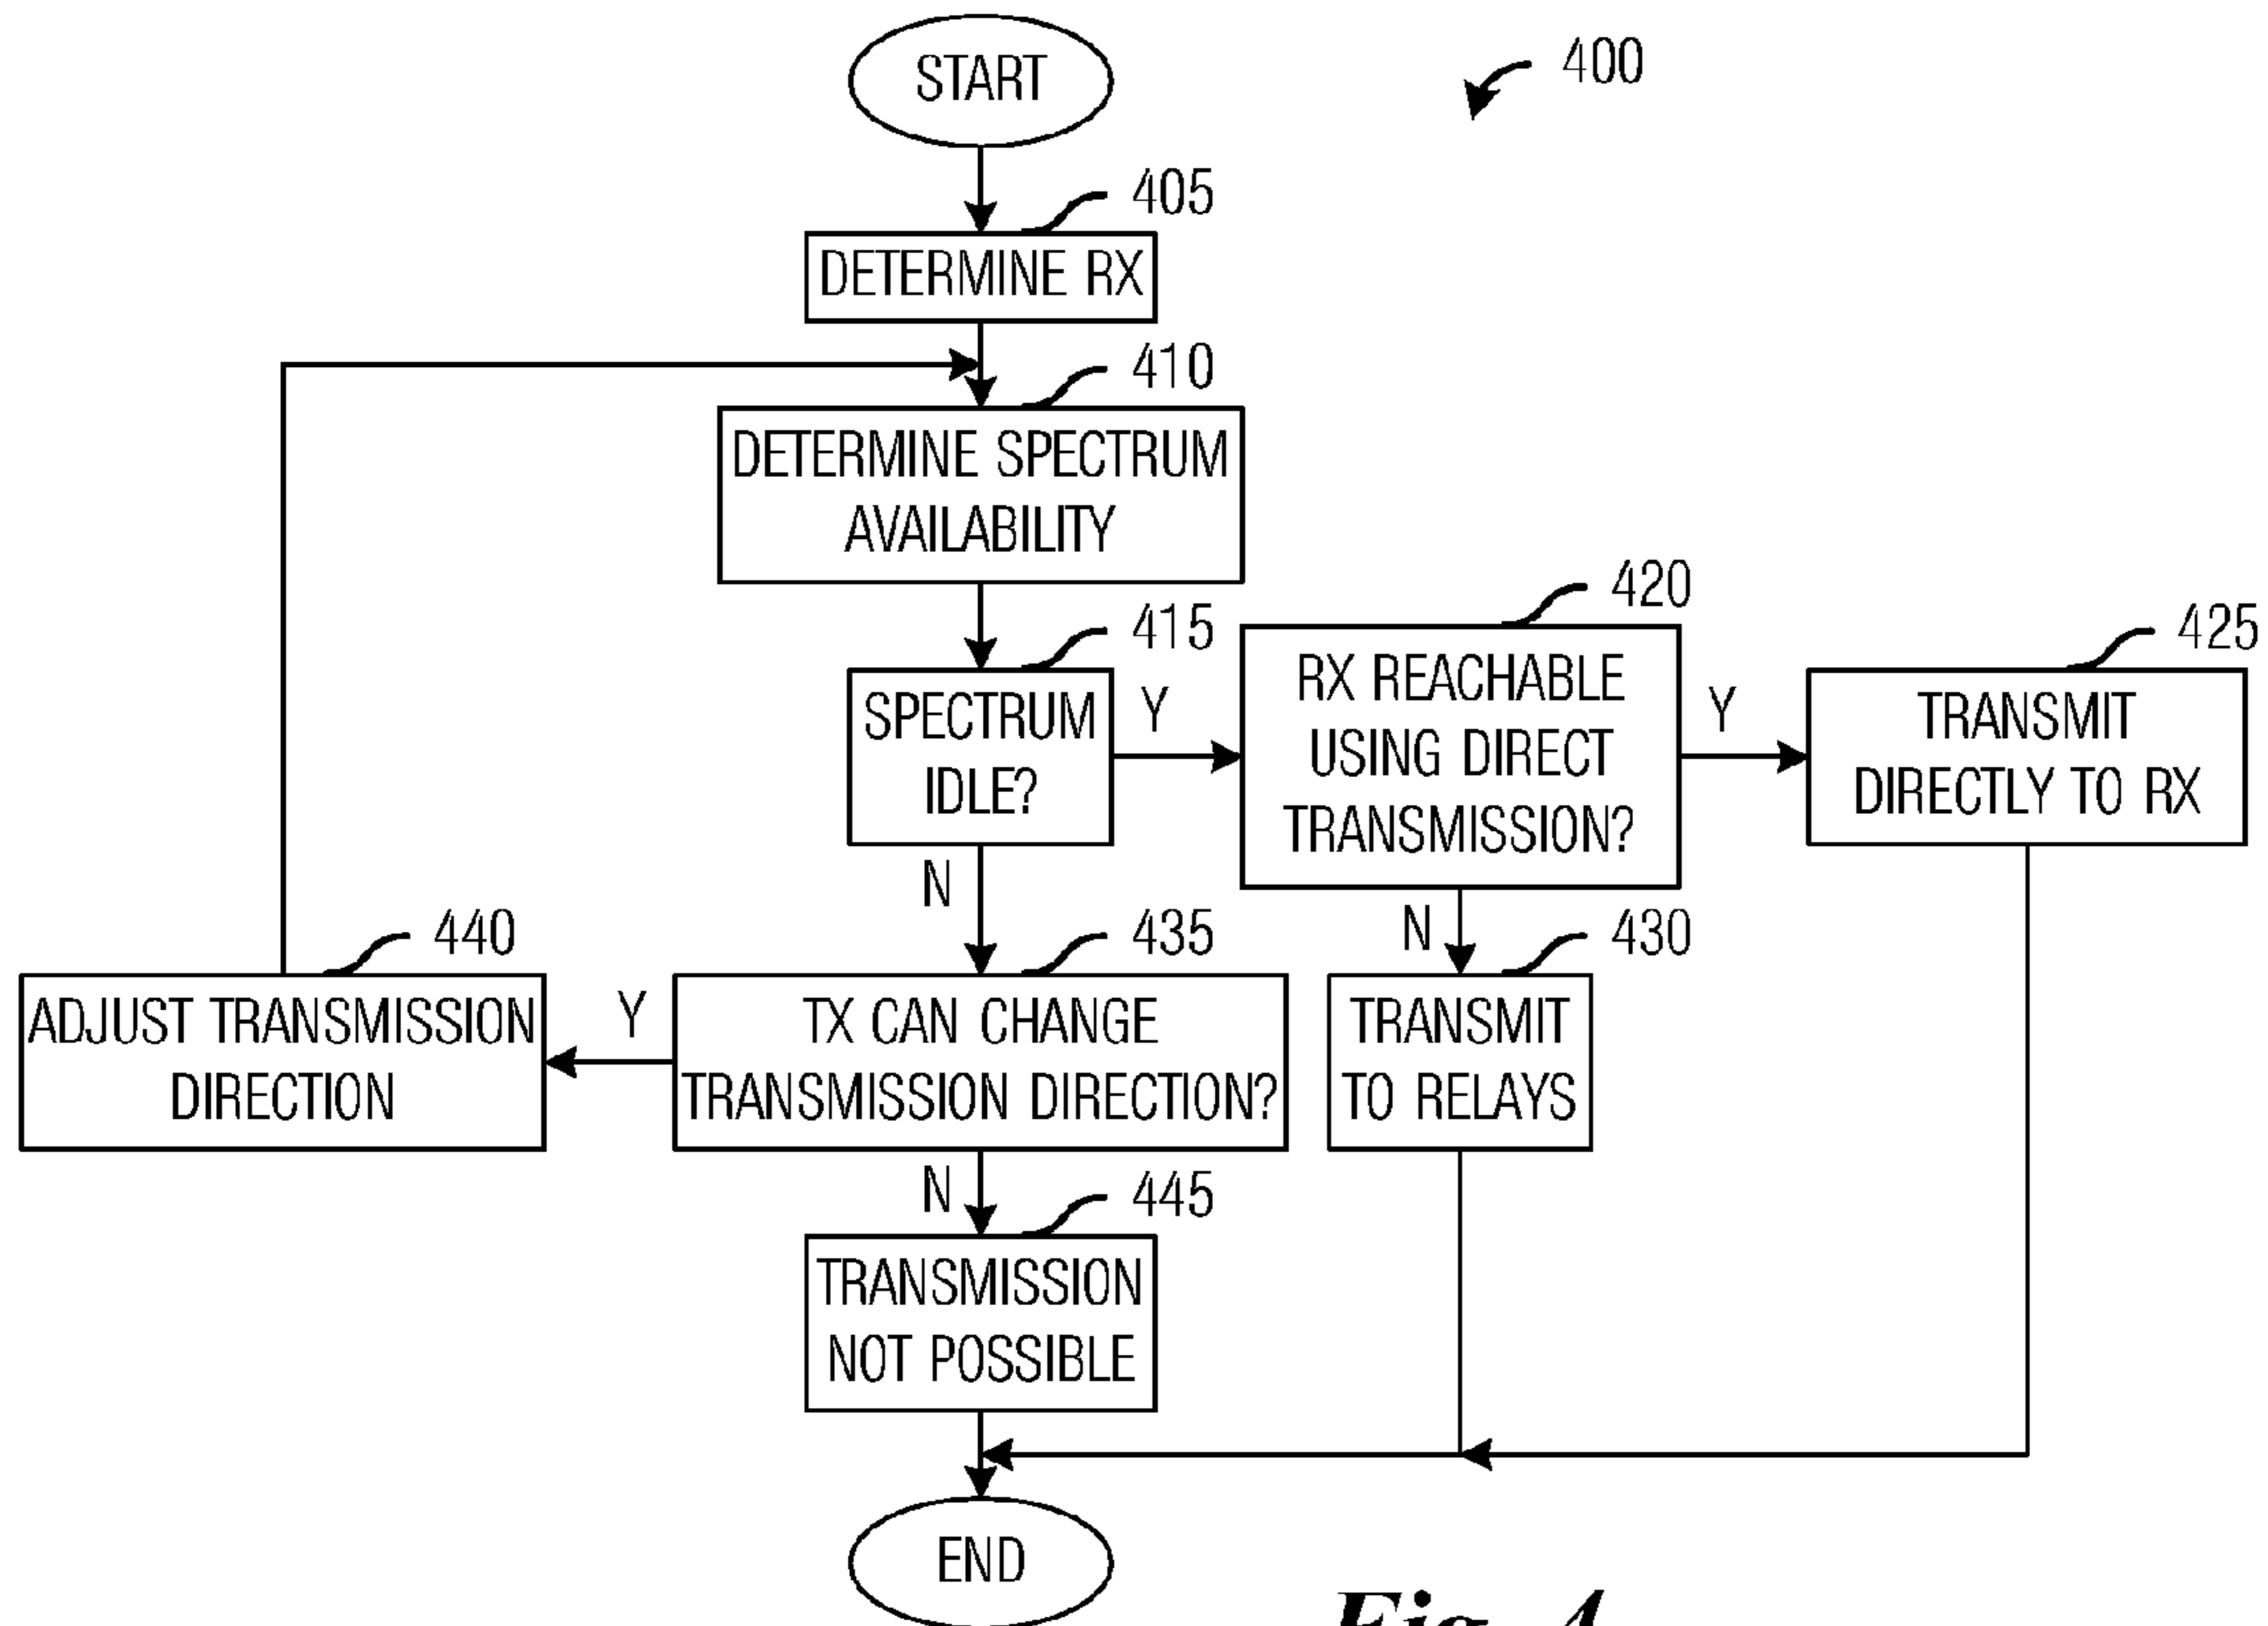 START
400
405
DETERMINE RX
410
DETERMINE SPECTRUM
AVAILABILITY
415
SPECTRUM
IDLE?
Y
420
RX REACHABLE
USING DIRECT
TRANSMISSION?
Y
425
TRANSMIT
DIRECTLY TO RX
N
N
440
ADJUST TRANSMISSION
DIRECTION
Y
435
TX CAN CHANGE
TRANSMISSION DIRECTION?
430
TRANSMIT
TO RELAYS
N
445
TRANSMISSION
NOT POSSIBLE
END
Fig. 4